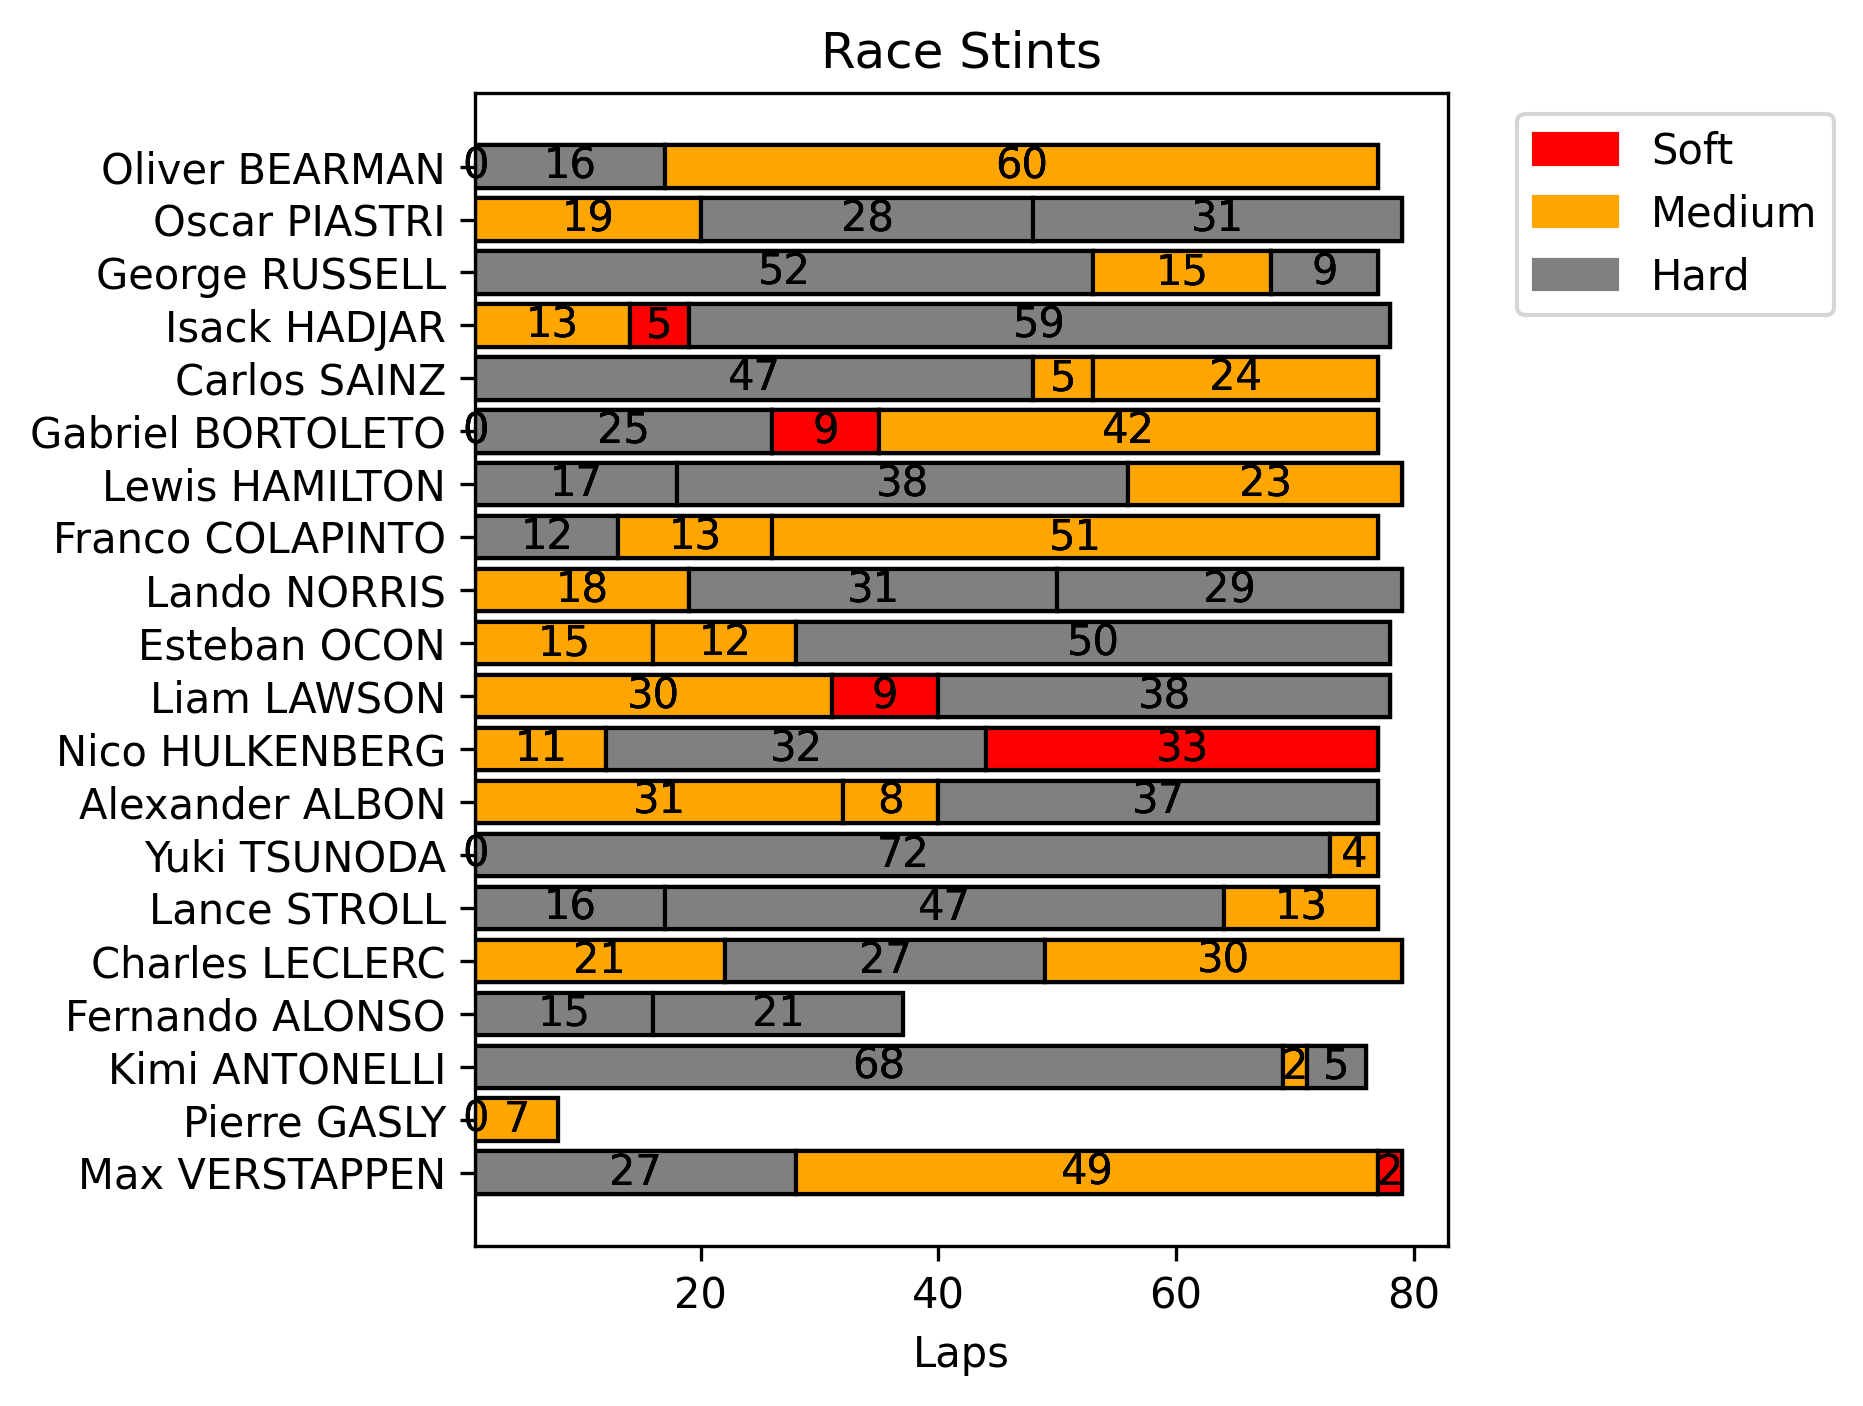 Race Stints
Oliver BEARMAN 0 16 60
Oscar PIASTRI 19 28 31
George RUSSELL 52 15 9
Isack HADJAR 13 5 59
Carlos SAINZ 47 5 24
Gabriel BORTOLETO 0 25 9 42
Lewis HAMILTON 17 38 23
Franco COLAPINTO 12 13 51
Lando NORRIS 18 31 29
Esteban OCON 15 12 50
Liam LAWSON 30 9 38
Nico HULKENBERG 11 32 33
Alexander ALBON 31 8 37
Yuki TSUNODA 0 72 4
Lance STROLL 16 47 13
Charles LECLERC 21 27 30
Fernando ALONSO 15 21
Kimi ANTONELLI 68 2 5
Pierre GASLY 0 7
Max VERSTAPPEN 27 49 2
20 40 60 80
Laps
Soft
Medium
Hard